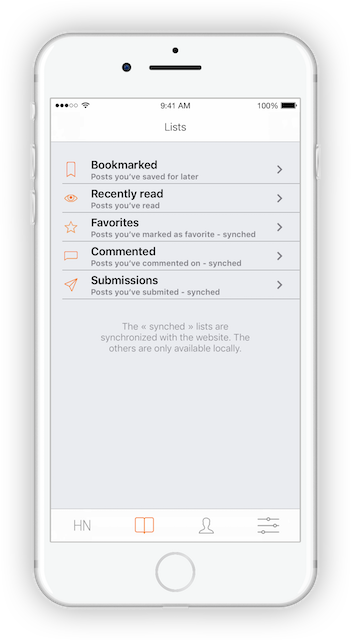 9:41 AM
100%
Lists
Bookmarked
Posts you've saved for later
Recently read
Posts you've read
Favorites
Posts you've marked as favorite - synched
Commented
Posts you've commented on - synched
Submissions
Posts you've submited - synched
The « synched » lists are
synchronized with the website. The
others are only available locally.
HN